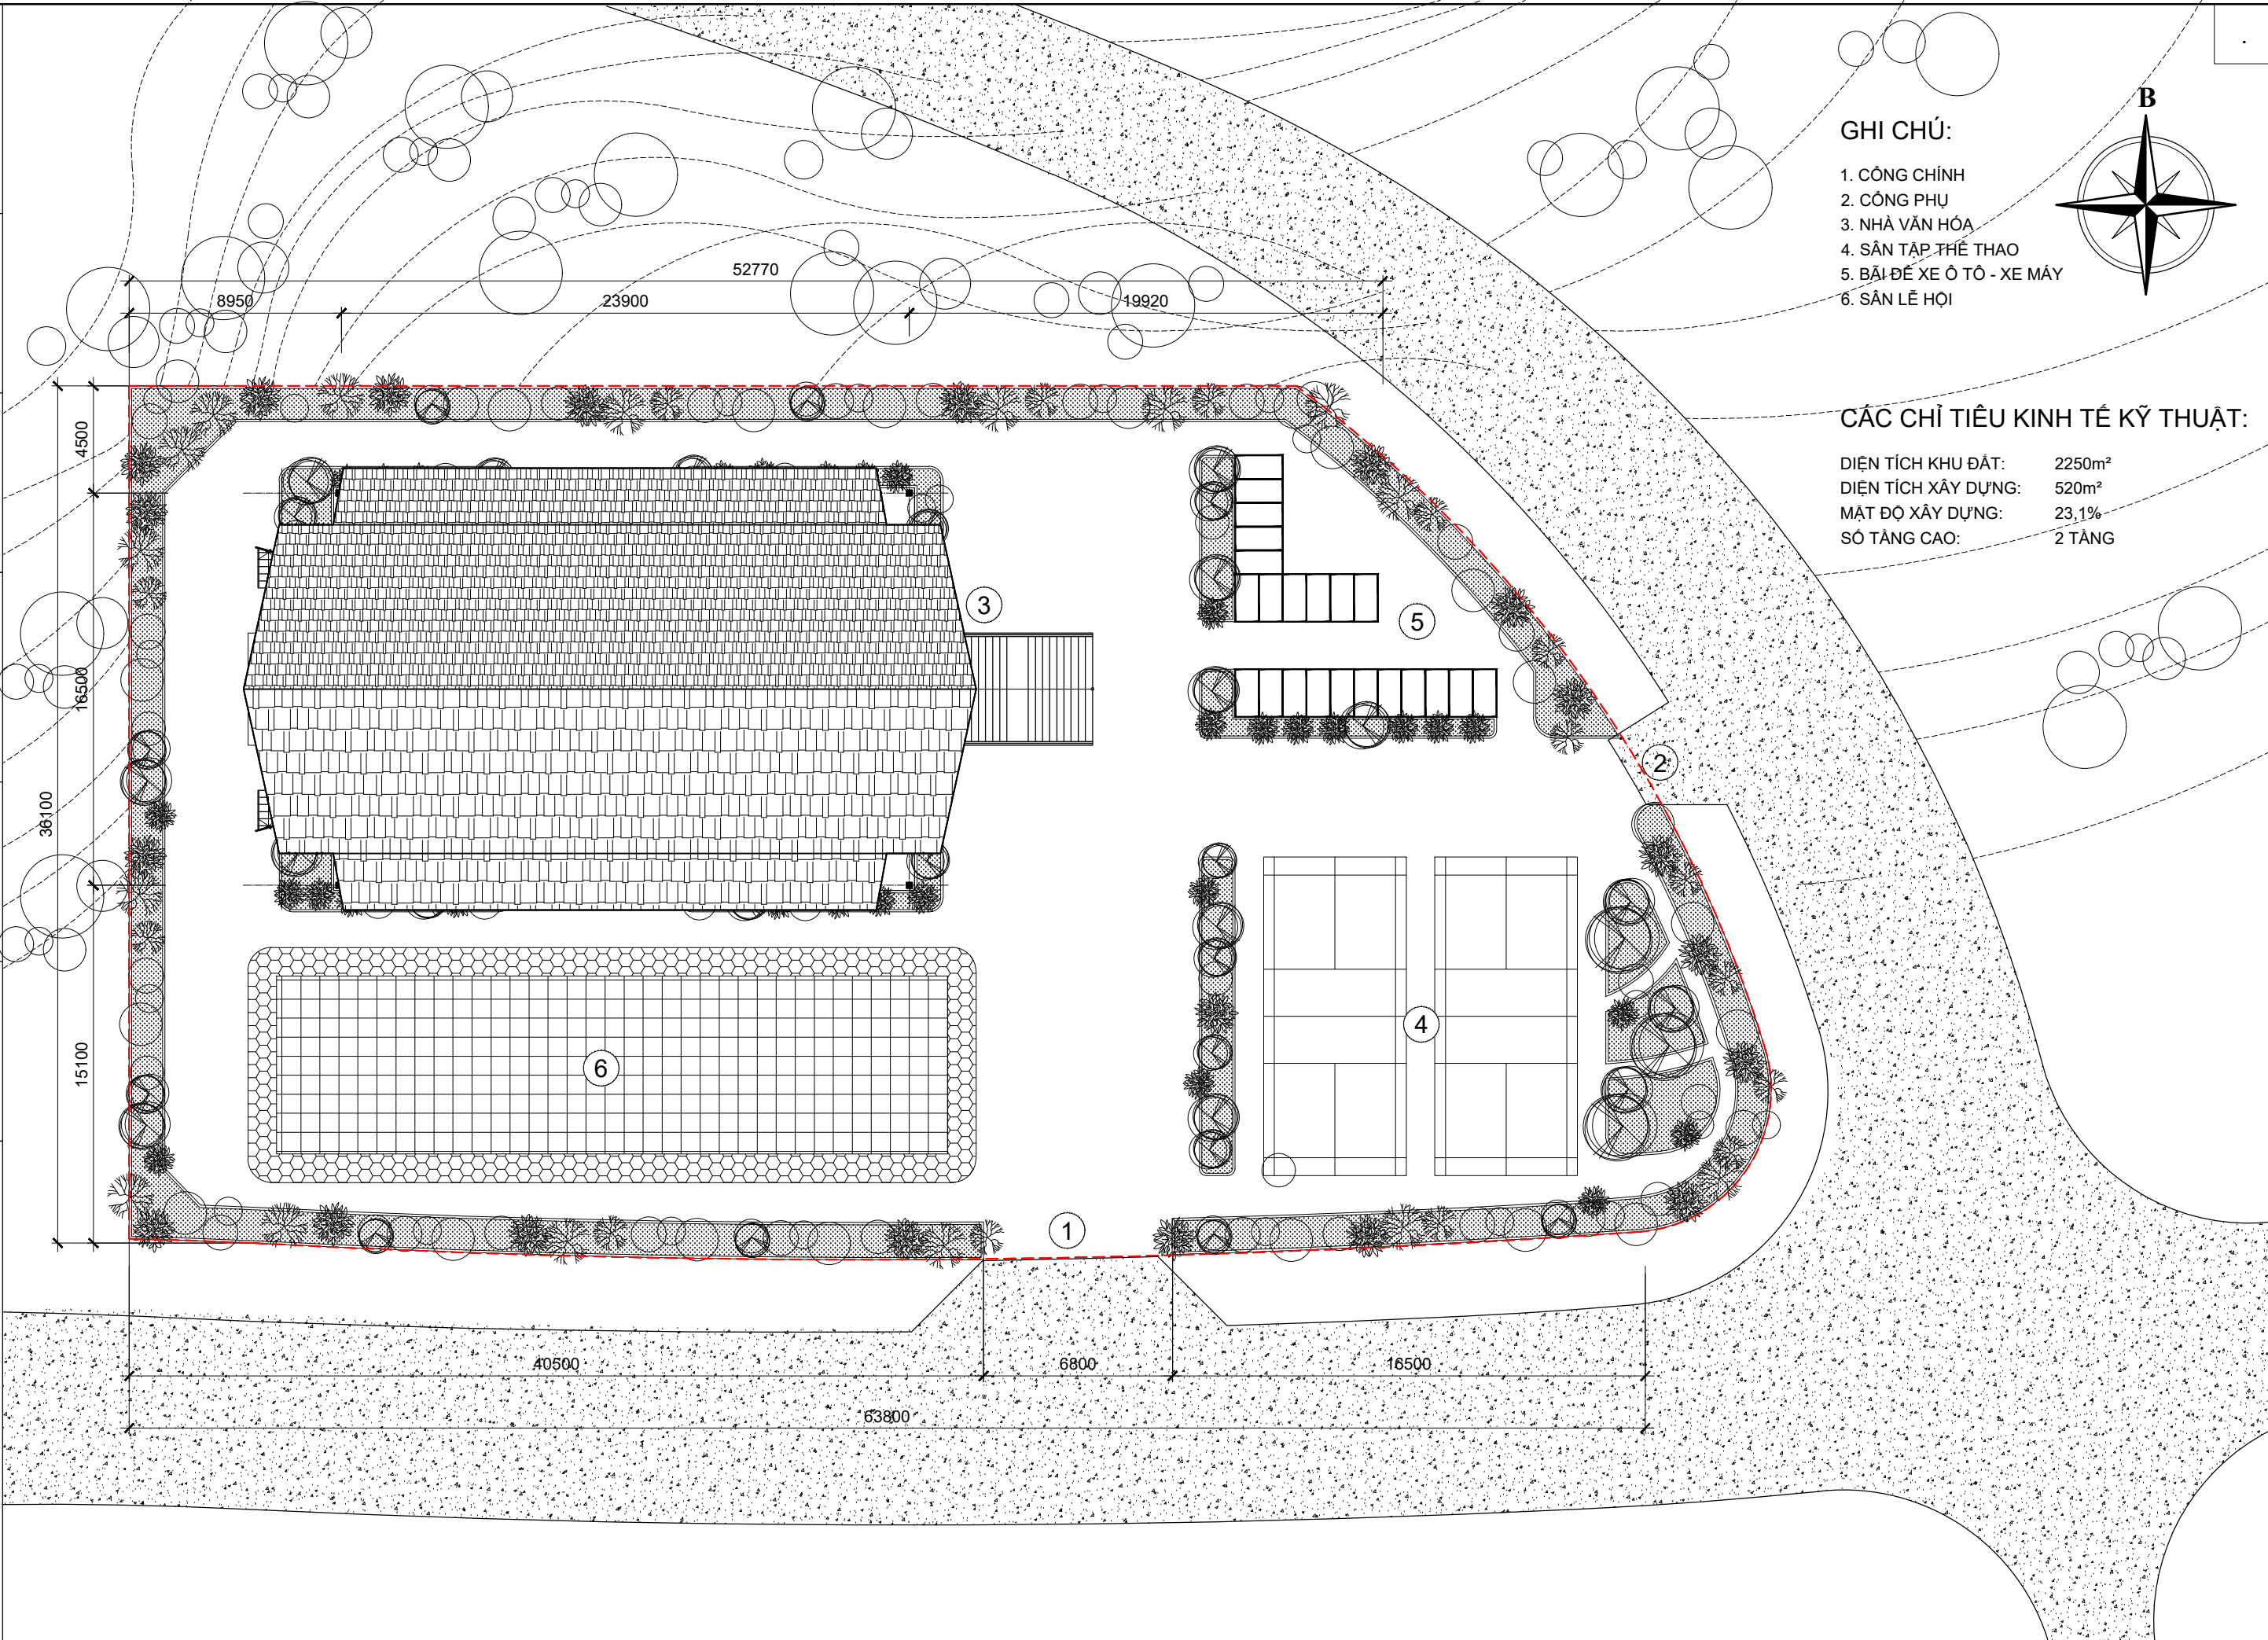 B
GHI CHÚ:
1. CỔNG CHÍNH
2. CỔNG PHỤ
3. NHÀ VĂN HÓA
4. SÂN TẬP THỂ THAO
5. BÃI ĐỂ XE Ô TÔ - XE MÁY
6. SÂN LỄ HỘI
52770
8950
23900
19920
CÁC CHỈ TIÊU KINH TẾ KỸ THUẬT:
DIỆN TÍCH KHU ĐẤT: 2250m²
DIỆN TÍCH XÂY DỰNG: 520m²
MẬT ĐỘ XÂY DỰNG: 23,1%
SỐ TẦNG CAO: 2 TẦNG
4500
16500
36100
15100
3
5
2
4
6
1
40500
6800
16500
63800